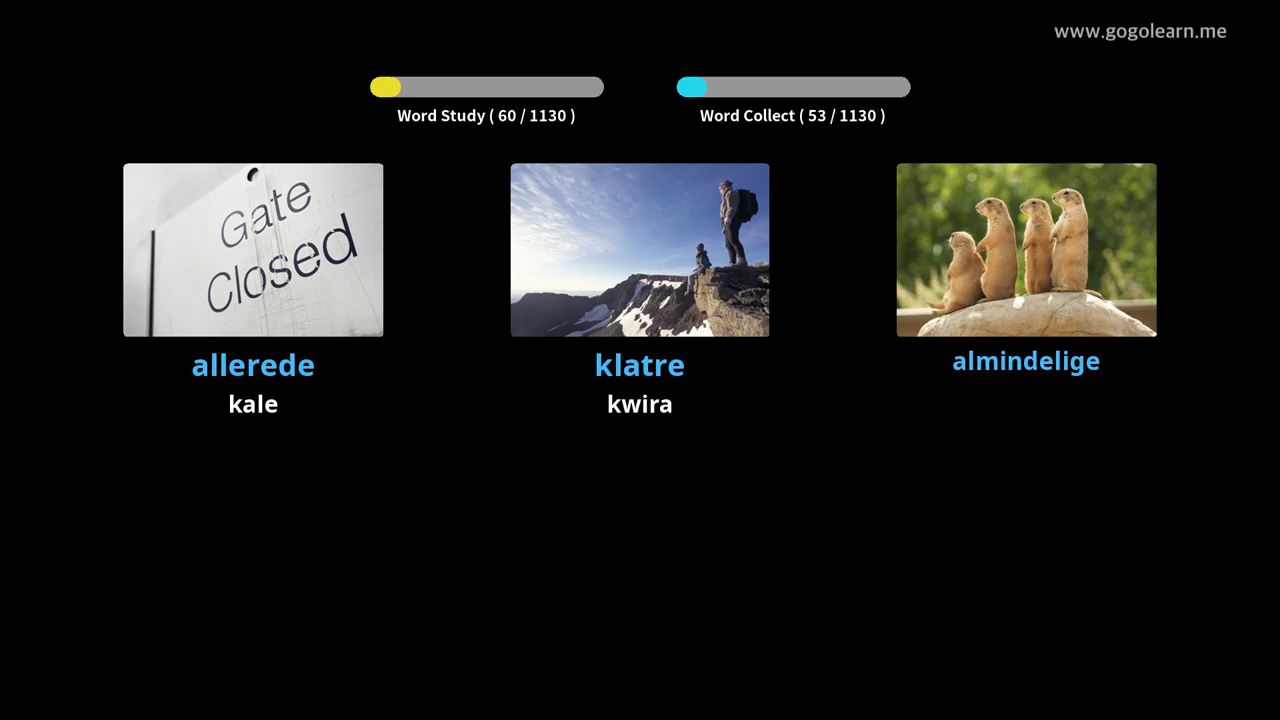 www.gogolearn.me
Word Study ( 60 / 1130 )
Word Collect ( 53 / 1130 )
Gate
Closed
allerede
klatre
almindelige
kale
kwira